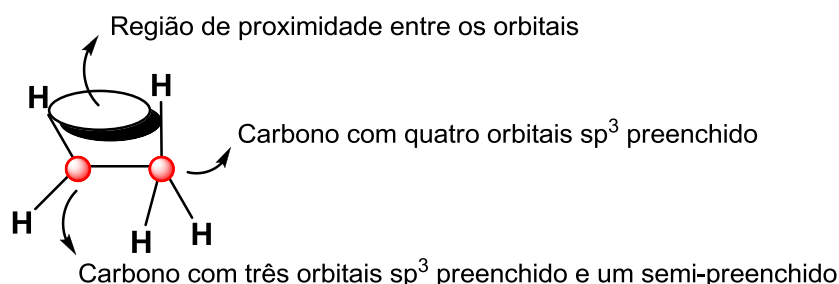 Região de proximidade entre os orbitais
H
H
Carbono com quatro orbitais sp³ preenchido
H
H
H
Carbono com três orbitais sp³ preenchido e um semi-preenchido